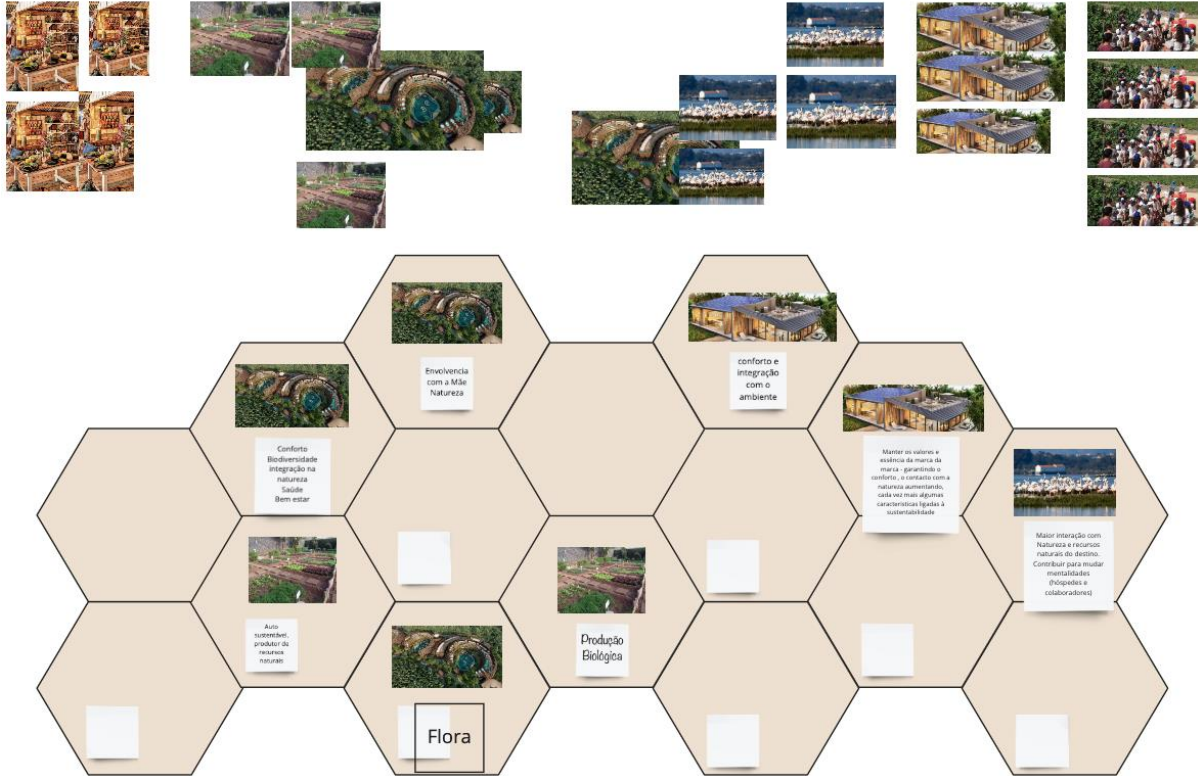 Envolvencia
com a Mãe
Natureza
conforto e
integração
com o
ambiente
Conforto
Biodiversidade
integração na
natureza
Saúde
Bem estar
Manter os valores e
essência da marca da
marca - garantindo o
conforto , o contacto com a
natureza aumentando,
cada vez mais algumas
características ligadas à
sustentabilidade
Maior interação com
Natureza e recursos
naturais do destino.
Contribuir para mudar
mentalidades
(hóspedes e
colaboradores)
Auto
sustentável,
produtor de
recursos
naturais
Produção
Biológica
Flora